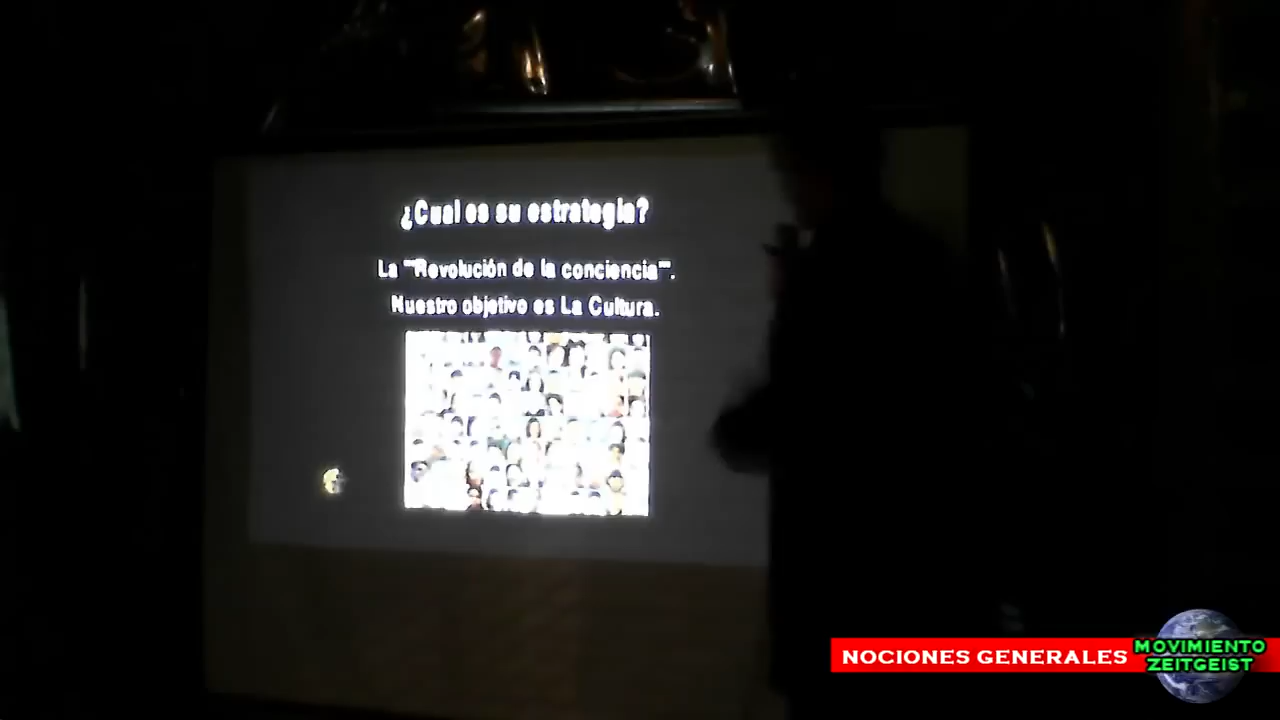 ¿Cual es su estrategia?
La "Revolución de la conciencia".
Nuestro objetivo es La Cultura.
NOCIONES GENERALES
MOVIMIENTO
ZEITGEIST